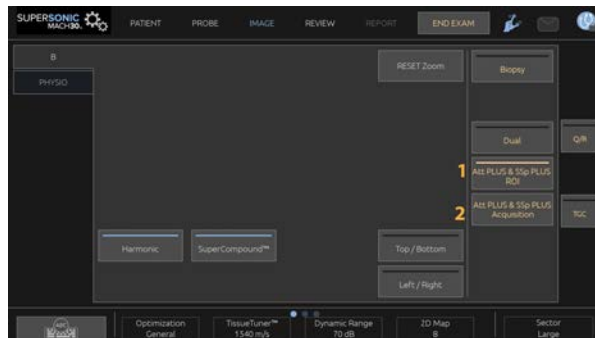 SUPERSONIC
MACH30.
PATIENT
PROBE
IMAGE
REVIEW
REPORT
END EXAM
B
PHYSIO
RESET Zoom
Biopsy
Dual
Q/R
1
Att PLUS & SSp PLUS
ROI
2
Att PLUS & SSp PLUS
Acquisition
TGC
Harmonic
SuperCompound™
Top / Bottom
Left / Right
Optimization
General
TissueTuner™
1540 m/s
Dynamic Range
70 dB
2D Map
8
Sector
Large